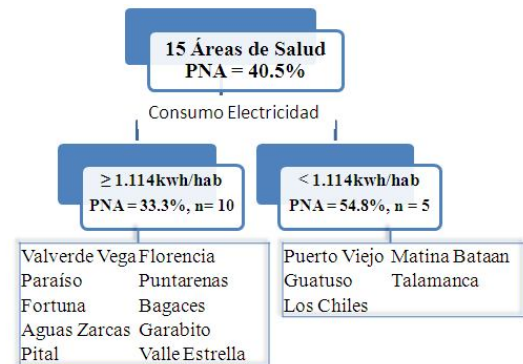 15 Áreas de Salud
PNA = 40.5%
Consumo Electricidad
≥ 1.114kwh/hab
PNA = 33.3%, n= 10
< 1.114kwh/hab
PNA = 54.8%, n = 5
Valverde Vega Florencia
Paraíso Puntarenas
Fortuna Bagaces
Aguas Zarcas Garabito
Pital Valle Estrella
Puerto Viejo Matina Bataan
Guatuso Talamanca
Los Chiles